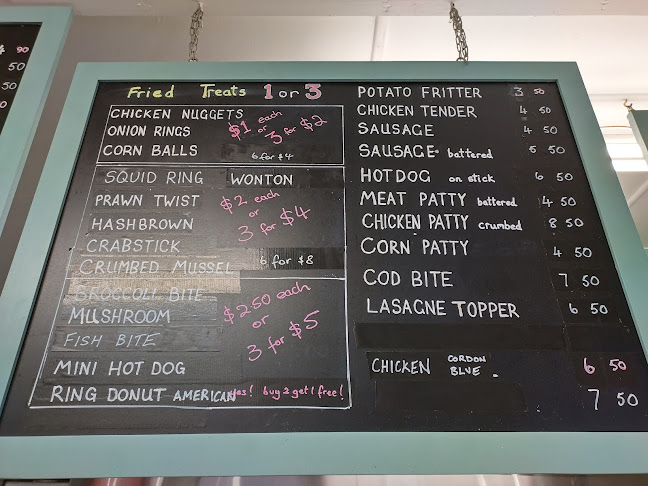 90
50
50
50
Fried Treats 1 or 3
CHICKEN NUGGETS
ONION RINGS
$1 each
or
3 for $2
CORN BALLS 6 for $4
SQUID RING WONTON
PRAWN TWIST
HASHBROWN
CRABSTICK
$2 each
or
3 for $4
CRUMBED MUSSEL 6 for $8
BROCCOLI BITE
MUSHROOM
FISH BITE
$2 50 each
or
3 for $5
MINI HOT DOG
RING DONUT AMERICAN yes! buy 2 get 1 free!
POTATO FRITTER 3 50
CHICKEN TENDER 4 50
SAUSAGE 4 50
SAUSAGE battered 5 50
HOTDOG on stick 6 50
MEAT PATTY battered 4 50
CHICKEN PATTY crumbed 8 50
CORN PATTY 4 50
COD BITE 7 50
LASAGNE TOPPER 6 50
CHICKEN CORDON BLUE. 6 50
7 50